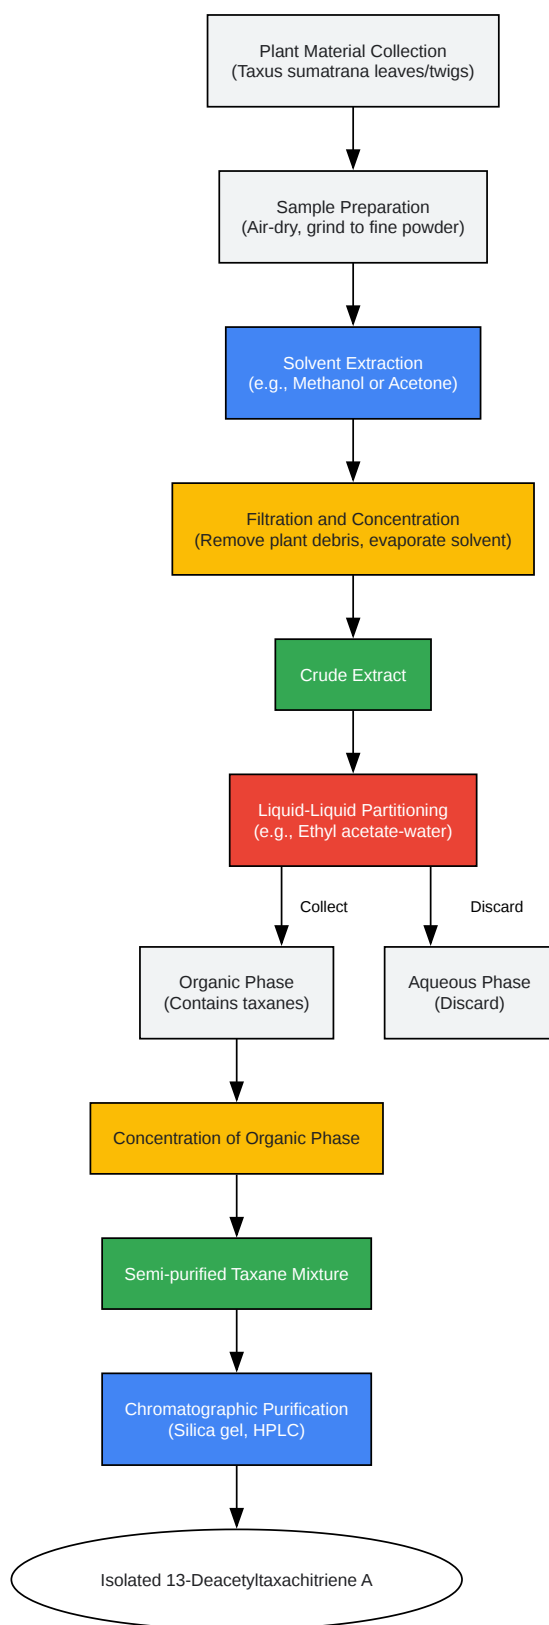 Plant Material Collection
(Taxus sumatrana leaves/twigs)
Sample Preparation
(Air-dry, grind to fine powder)
Solvent Extraction
(e.g., Methanol or Acetone)
Filtration and Concentration
(Remove plant debris, evaporate solvent)
Crude Extract
Liquid-Liquid Partitioning
(e.g., Ethyl acetate-water)
Collect
Discard
Organic Phase
(Contains taxanes)
Aqueous Phase
(Discard)
Concentration of Organic Phase
Semi-purified Taxane Mixture
Chromatographic Purification
(Silica gel, HPLC)
Isolated 13-Deacetyltaxachitriene A